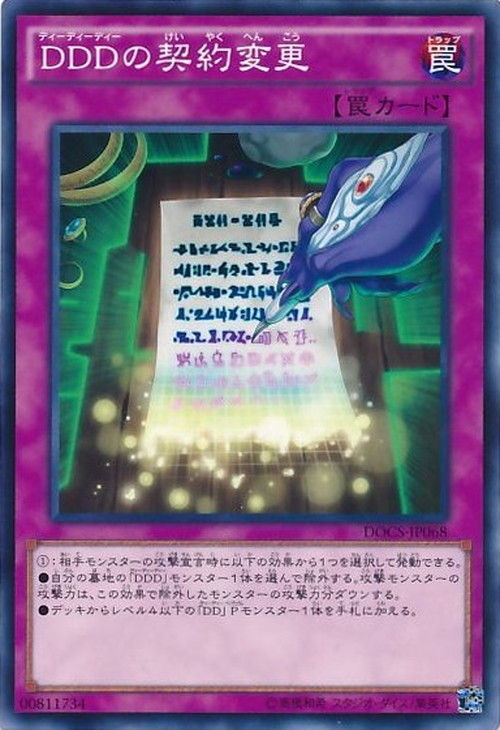 ディーディーディー けい やく へん こう
DDDの契約変更
トラップ
罠
【罠カード】
DOCS-JP068
①：相手モンスターの攻撃宣言時に以下の効果から1つを選択して発動できる。
●自分の墓地の「DDD」モンスター1体を選んで除外する。攻撃モンスターの
攻撃力は、この効果で除外したモンスターの攻撃力分ダウンする。
●デッキからレベル4以下の「DD」Pモンスター1体を手札に加える。
00811734
©高橋和希 スタジオ・ダイス/集英社